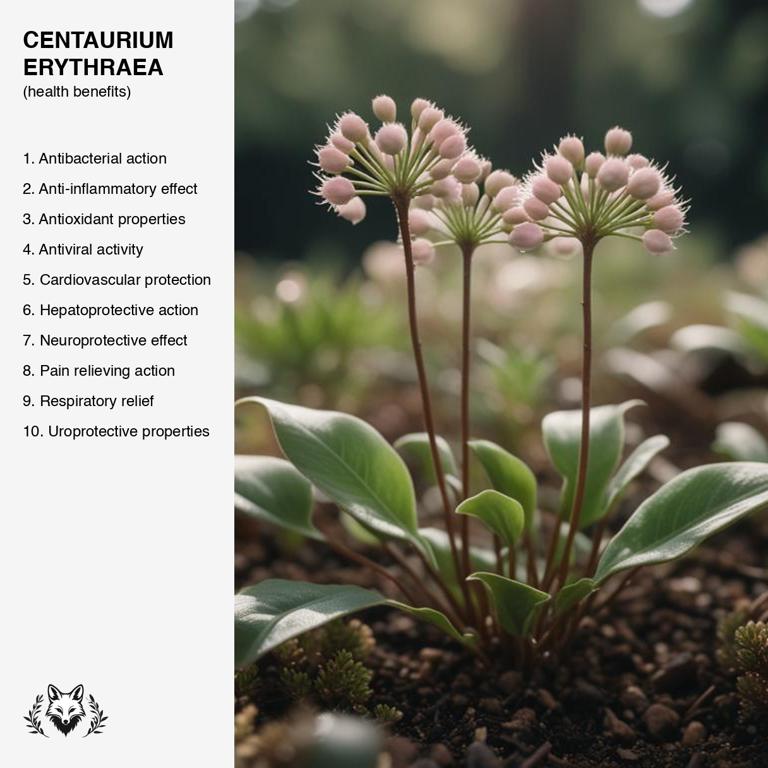 CENTAURIUM
ERYTHRAEA
(health benefits)
1. Antibacterial action
2. Anti-inflammatory effect
3. Antioxidant properties
4. Antiviral activity
5. Cardiovascular protection
6. Hepatoprotective action
7. Neuroprotective effect
8. Pain relieving action
9. Respiratory relief
10. Uroprotective properties